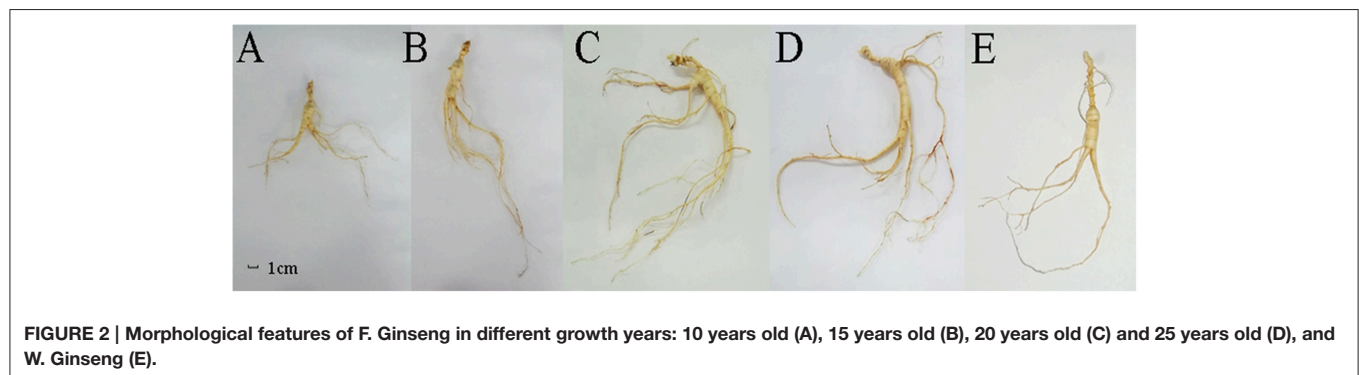 A B C D E
1cm
FIGURE 2 | Morphological features of F. Ginseng in different growth years: 10 years old (A), 15 years old (B), 20 years old (C) and 25 years old (D), and
W. Ginseng (E).